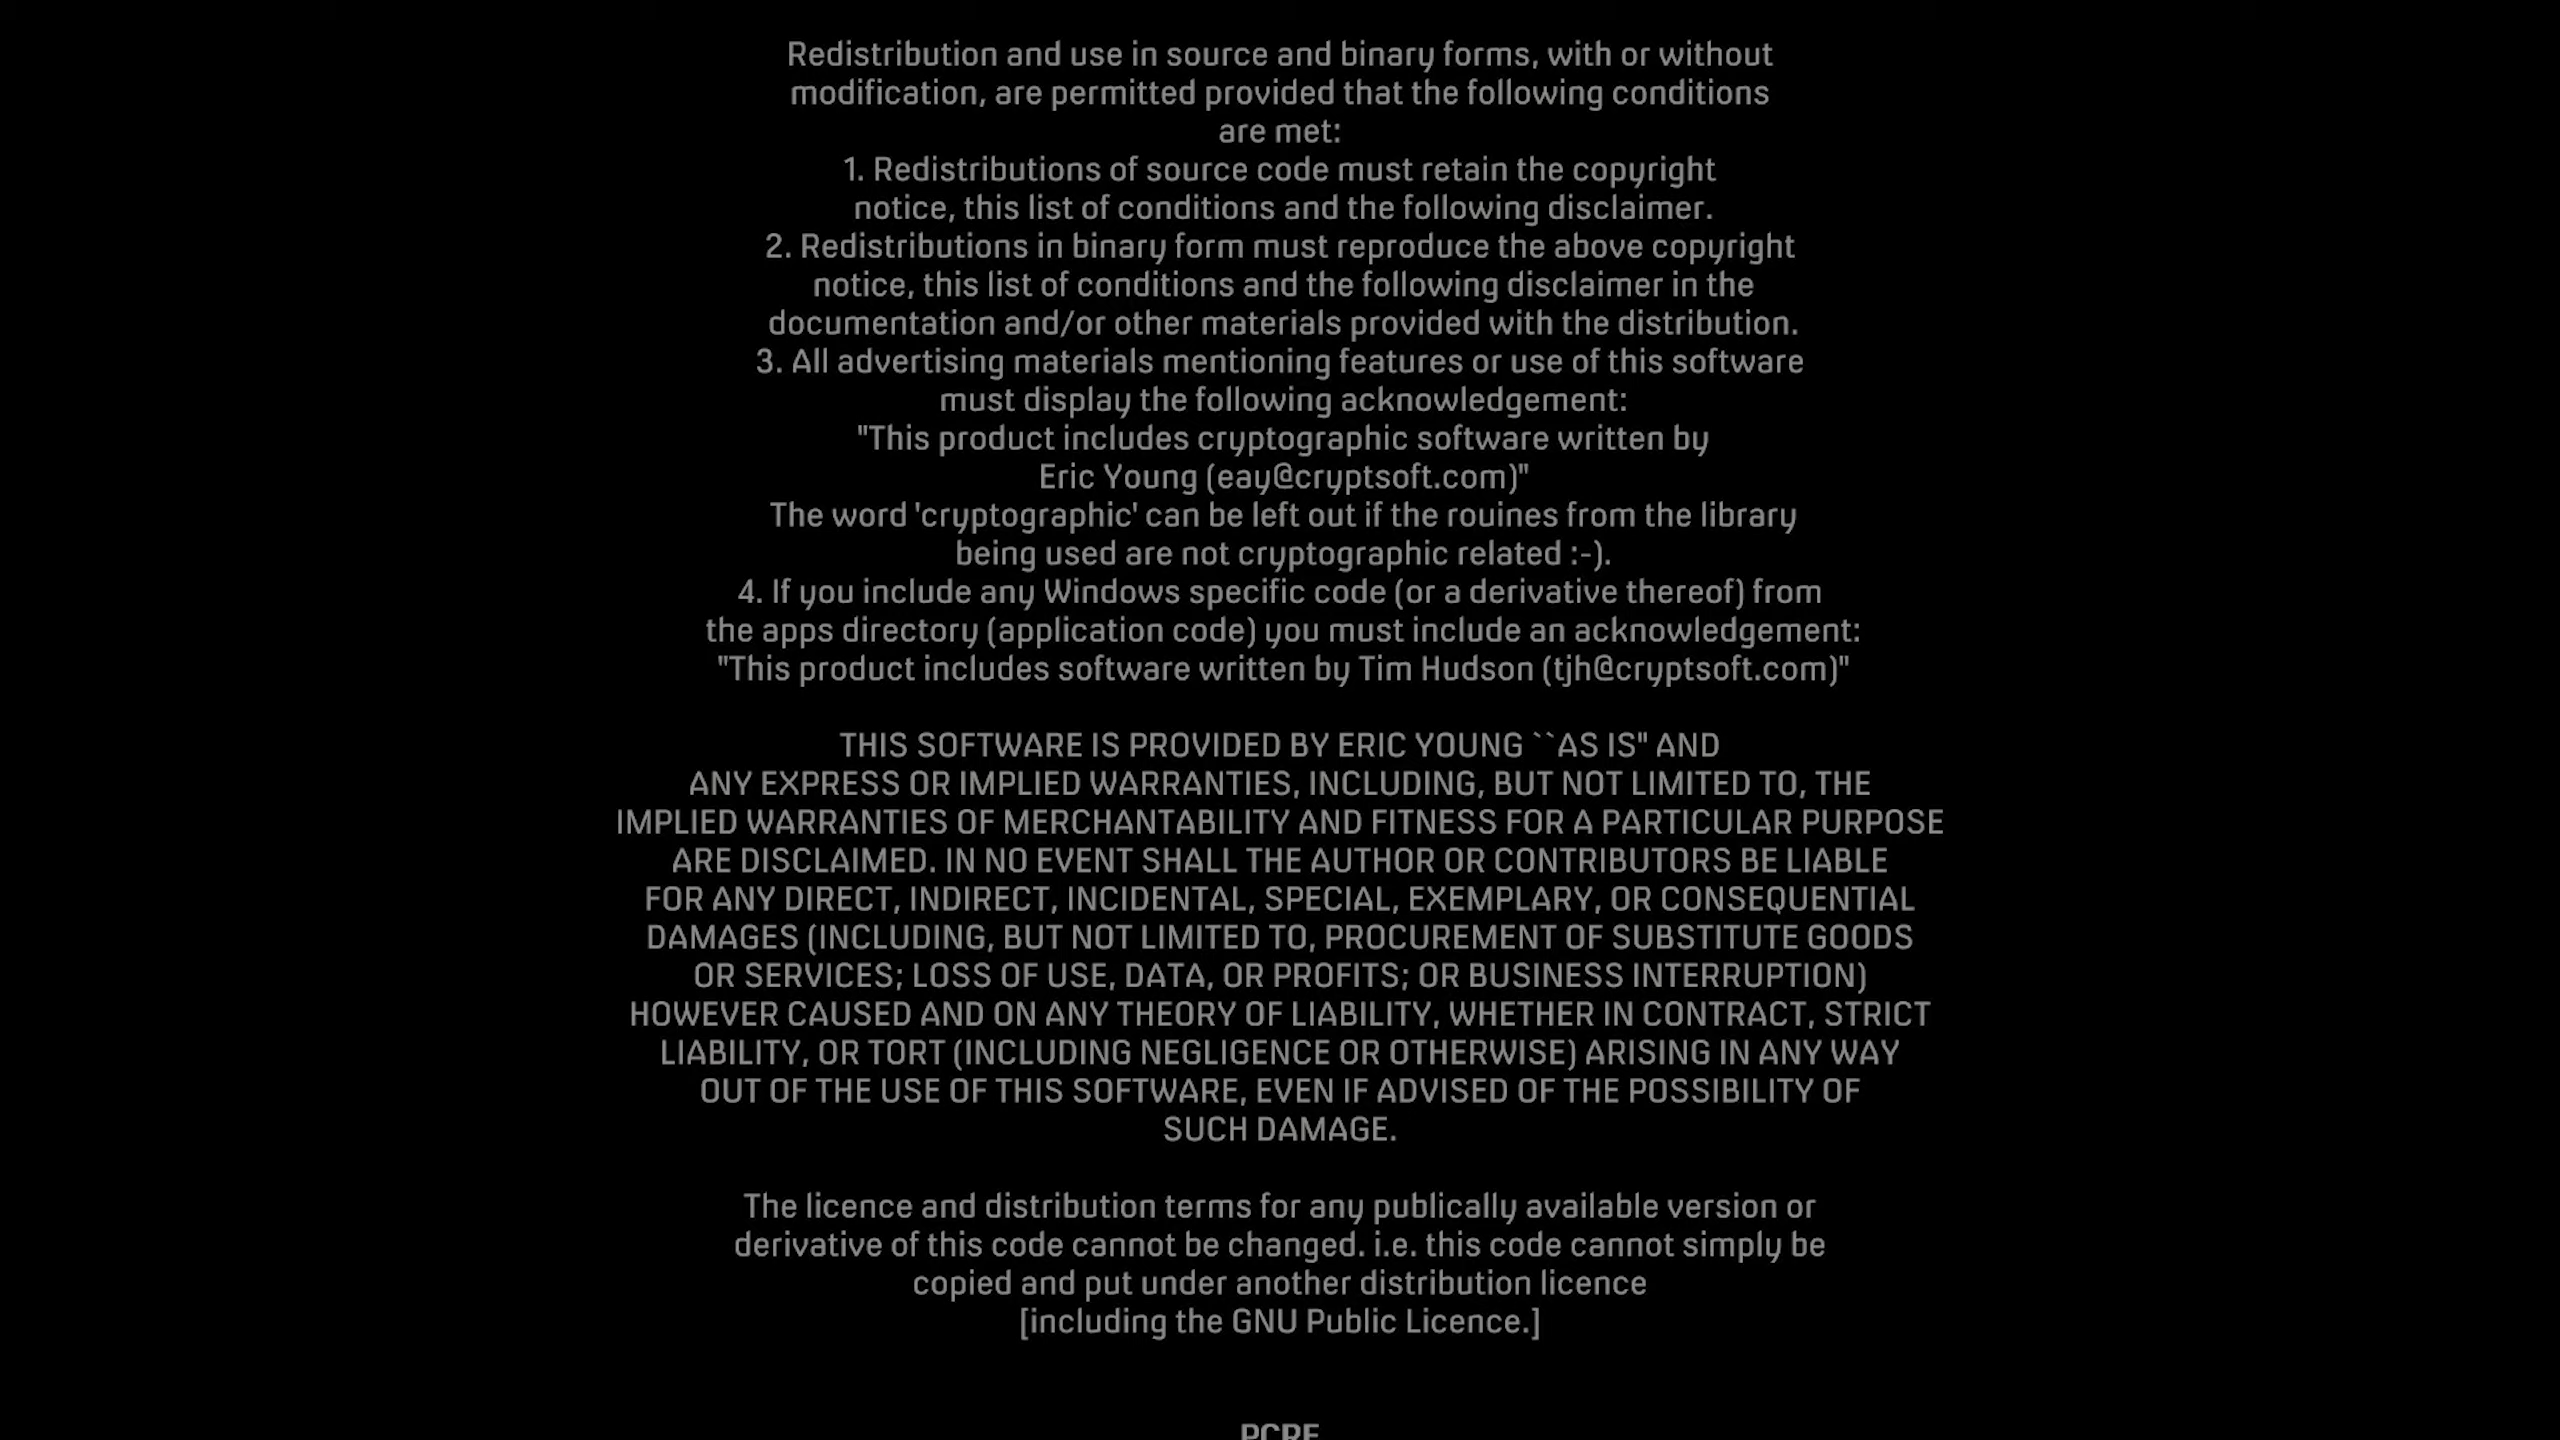 Redistribution and use in source and binary forms, with or without
modification, are permitted provided that the following conditions
are met:
1. Redistributions of source code must retain the copyright
notice, this list of conditions and the following disclaimer.
2. Redistributions in binary form must reproduce the above copyright
notice, this list of conditions and the following disclaimer in the
documentation and/or other materials provided with the distribution.
3. All advertising materials mentioning features or use of this software
must display the following acknowledgement:
"This product includes cryptographic software written by
Eric Young (eay@cryptsoft.com)"
The word 'cryptographic' can be left out if the rouines from the library
being used are not cryptographic related :-).
4. If you include any Windows specific code (or a derivative thereof) from
the apps directory (application code) you must include an acknowledgement:
"This product includes software written by Tim Hudson (tjh@cryptsoft.com)"
THIS SOFTWARE IS PROVIDED BY ERIC YOUNG ``AS IS" AND
ANY EXPRESS OR IMPLIED WARRANTIES, INCLUDING, BUT NOT LIMITED TO, THE
IMPLIED WARRANTIES OF MERCHANTABILITY AND FITNESS FOR A PARTICULAR PURPOSE
ARE DISCLAIMED. IN NO EVENT SHALL THE AUTHOR OR CONTRIBUTORS BE LIABLE
FOR ANY DIRECT, INDIRECT, INCIDENTAL, SPECIAL, EXEMPLARY, OR CONSEQUENTIAL
DAMAGES (INCLUDING, BUT NOT LIMITED TO, PROCUREMENT OF SUBSTITUTE GOODS
OR SERVICES; LOSS OF USE, DATA, OR PROFITS; OR BUSINESS INTERRUPTION)
HOWEVER CAUSED AND ON ANY THEORY OF LIABILITY, WHETHER IN CONTRACT, STRICT
LIABILITY, OR TORT (INCLUDING NEGLIGENCE OR OTHERWISE) ARISING IN ANY WAY
OUT OF THE USE OF THIS SOFTWARE, EVEN IF ADVISED OF THE POSSIBILITY OF
SUCH DAMAGE.
The licence and distribution terms for any publically available version or
derivative of this code cannot be changed. i.e. this code cannot simply be
copied and put under another distribution licence
[including the GNU Public Licence.]
PCRE